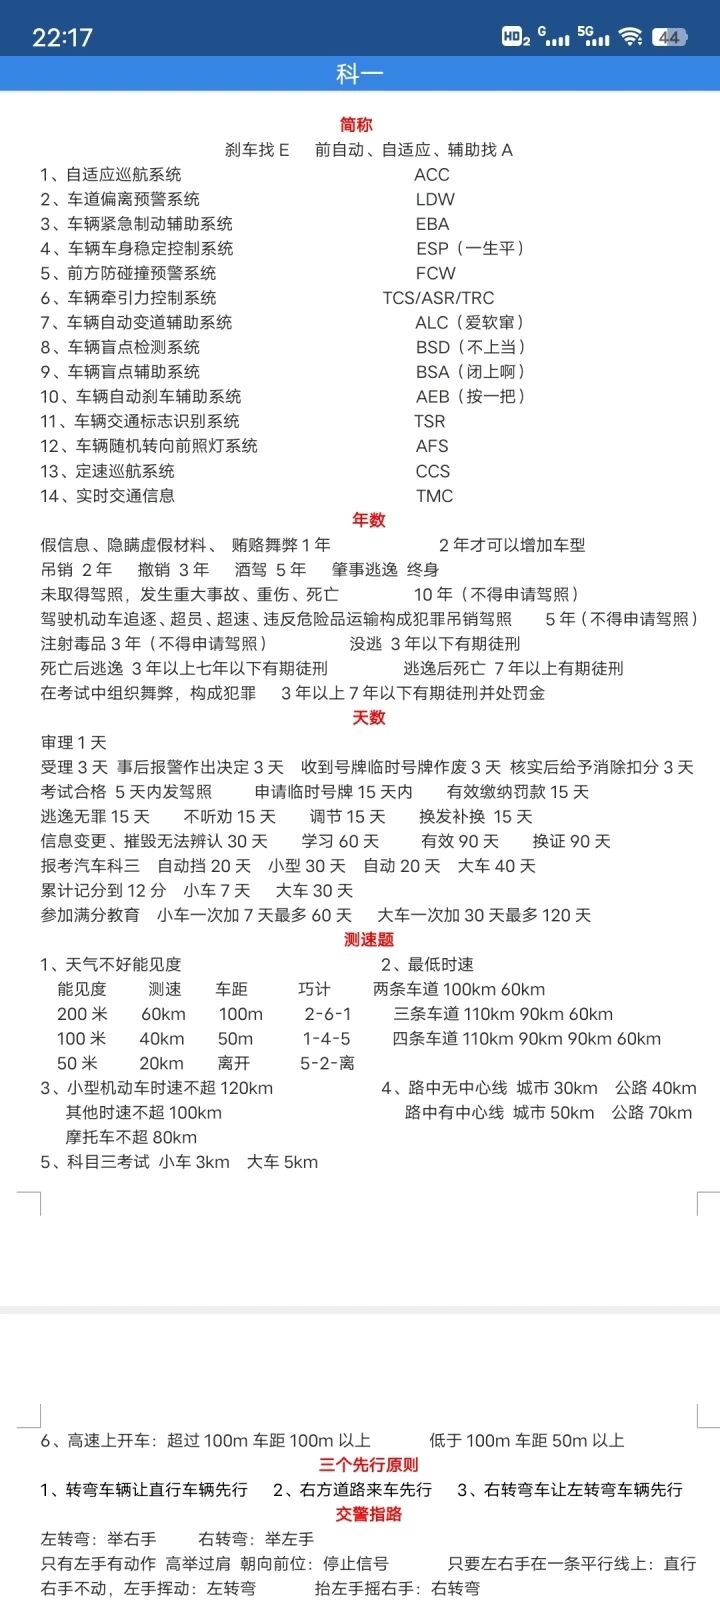 22:17
HD2 G 5G 44
科一
简称
刹车找 E 前自动、自适应、辅助找 A
1、自适应巡航系统 ACC
2、车道偏离预警系统 LDW
3、车辆紧急制动辅助系统 EBA
4、车辆车身稳定控制系统 ESP（一生平）
5、前方防碰撞预警系统 FCW
6、车辆牵引力控制系统 TCS/ASR/TRC
7、车辆自动变道辅助系统 ALC（爱软窜）
8、车辆盲点检测系统 BSD（不上当）
9、车辆盲点辅助系统 BSA（闭上啊）
10、车辆自动刹车辅助系统 AEB（按一把）
11、车辆交通标志识别系统 TSR
12、车辆随机转向前照灯系统 AFS
13、定速巡航系统 CCS
14、实时交通信息 TMC
年数
假信息、隐瞒虚假材料、 贿赂舞弊 1 年 2 年才可以增加车型
吊销 2 年 撤销 3 年 酒驾 5 年 肇事逃逸 终身
未取得驾照，发生重大事故、重伤、死亡 10 年（不得申请驾照）
驾驶机动车追逐、超员、超速、违反危险品运输构成犯罪吊销驾照 5 年（不得申请驾照）
注射毒品 3 年（不得申请驾照） 没逃 3 年以下有期徒刑
死亡后逃逸 3 年以上七年以下有期徒刑 逃逸后死亡 7 年以上有期徒刑
在考试中组织舞弊，构成犯罪 3 年以上 7 年以下有期徒刑并处罚金
天数
审理 1 天
受理 3 天 事后报警作出决定 3 天 收到号牌临时号牌作废 3 天 核实后给予消除扣分 3 天
考试合格 5 天内发驾照 申请临时号牌 15 天内 有效缴纳罚款 15 天
逃逸无罪 15 天 不听劝 15 天 调节 15 天 换发补换 15 天
信息变更、摧毁无法辨认 30 天 学习 60 天 有效 90 天 换证 90 天
报考汽车科三 自动挡 20 天 小型 30 天 自动 20 天 大车 40 天
累计记分到 12 分 小车 7 天 大车 30 天
参加满分教育 小车一次加 7 天最多 60 天 大车一次加 30 天最多 120 天
测速题
1、天气不好能见度 2、最低时速
能见度 测速 车距 巧计 两条车道 100km 60km
200 米 60km 100m 2-6-1 三条车道 110km 90km 60km
100 米 40km 50m 1-4-5 四条车道 110km 90km 90km 60km
50 米 20km 离开 5-2-离
3、小型机动车时速不超 120km 4、路中无中心线 城市 30km 公路 40km
其他时速不超 100km 路中有中心线 城市 50km 公路 70km
摩托车不超 80km
5、科目三考试 小车 3km 大车 5km
6、高速上开车：超过 100m 车距 100m 以上 低于 100m 车距 50m 以上
三个先行原则
1、转弯车辆让直行车辆先行 2、右方道路来车先行 3、右转弯车让左转弯车辆先行
交警指路
左转弯：举右手 右转弯：举左手
只有左手有动作 高举过肩 朝向前位：停止信号 只要左右手在一条平行线上：直行
右手不动，左手挥动：左转弯 抬左手摇右手：右转弯